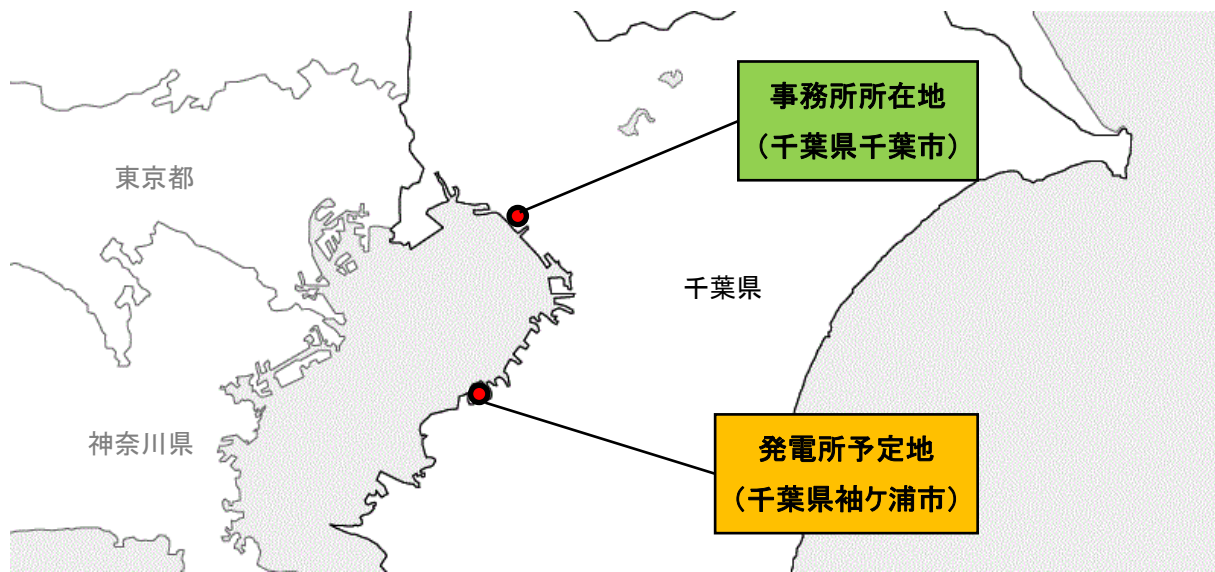 事務所所在地
（千葉県千葉市）
東京都
千葉県
神奈川県
発電所予定地
（千葉県袖ケ浦市）